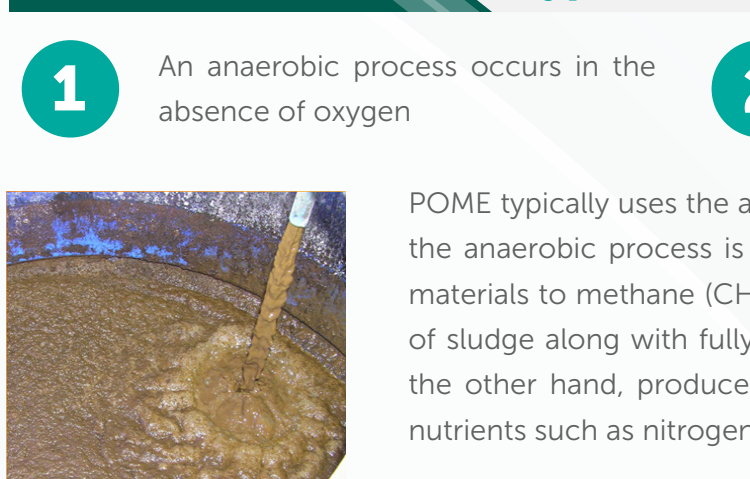 1
An anaerobic process occurs in the
absence of oxygen
POME typically uses the
the anaerobic process is
materials to methane
of sludge along with fully
the other hand, produce
nutrients such as nitrogen